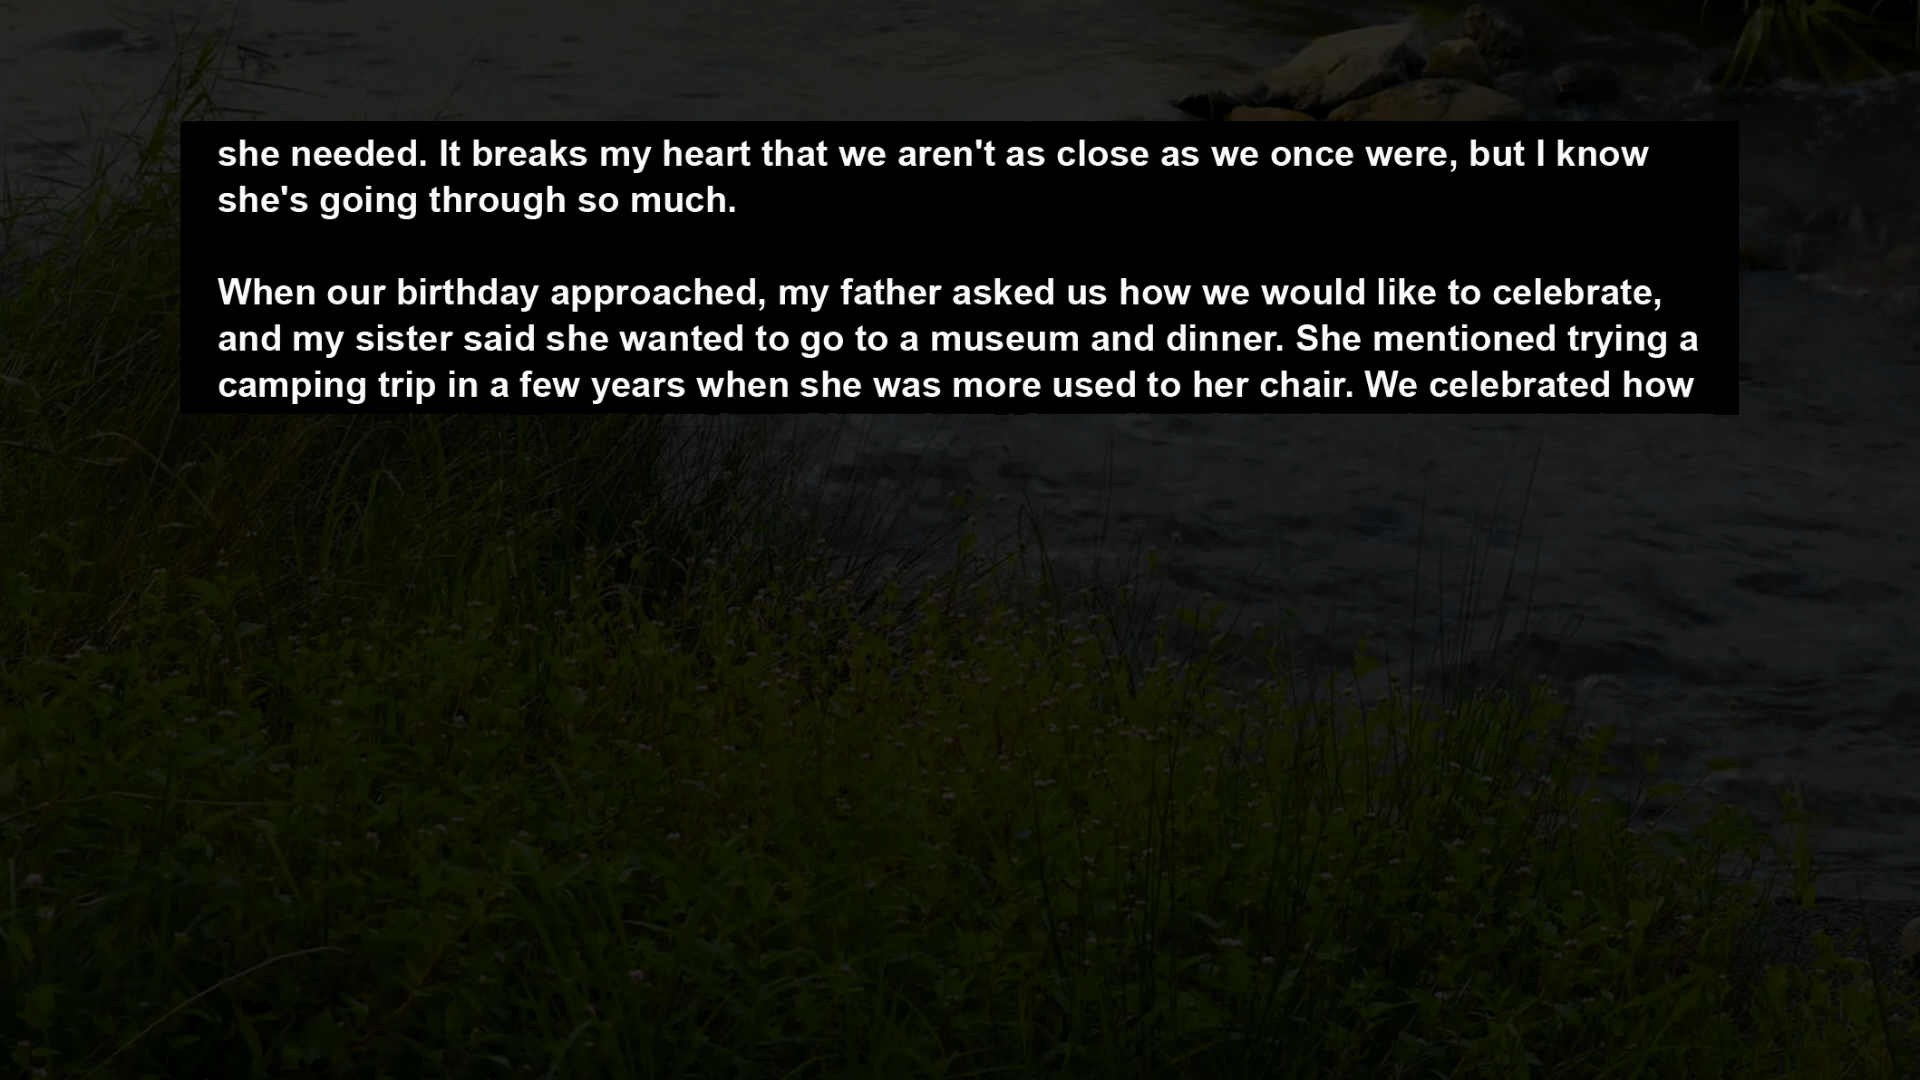 she needed. It breaks my heart that we aren't as close as we once were, but I know
she's going through so much.
When our birthday approached, my father asked us how we would like to celebrate,
and my sister said she wanted to go to a museum and dinner. She mentioned trying a
camping trip in a few years when she was more used to her chair. We celebrated how